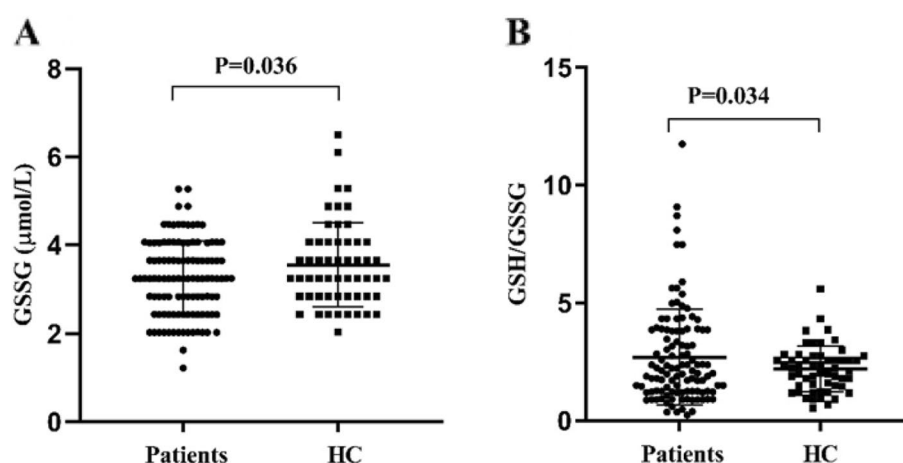 A
P=0.036
8
6
4
2
0
GSSG (μmol/L)
Patients
HC
B
P=0.034
15
10
5
0
GSH/GSSG
Patients
HC